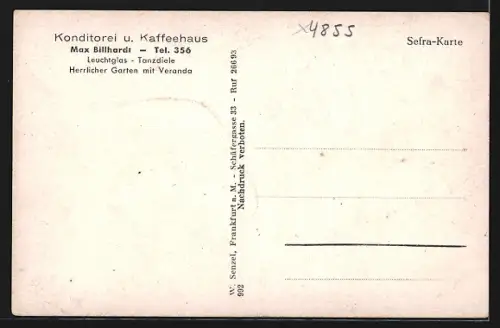 Konditorei u. Kaffeehaus
Max Billhardt — Tel. 356
Leuchtglas - Tanzdiele
Herrlicher Garten mit Veranda
x4855
Sefra-Karte
W. Senzel, Frankfurt a. M. - Schäfergasse 33 - Ruf 26693
Nachdruck verboten.
992